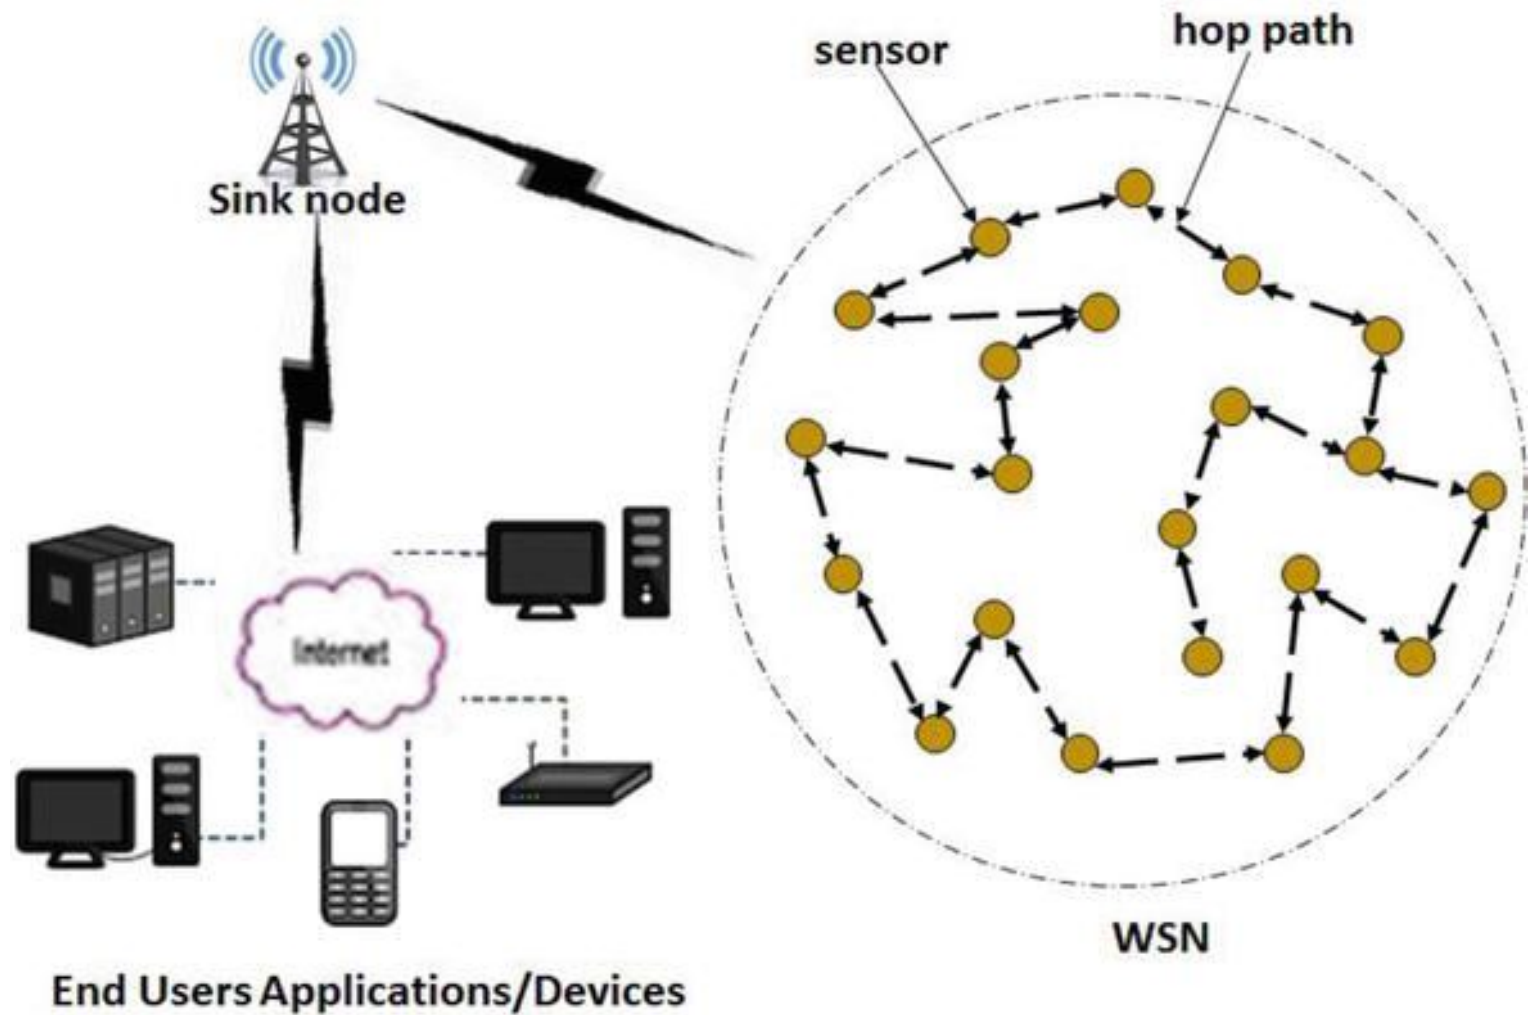 hop path
sensor
Sink node
Internet
WSN
End Users Applications/Devices